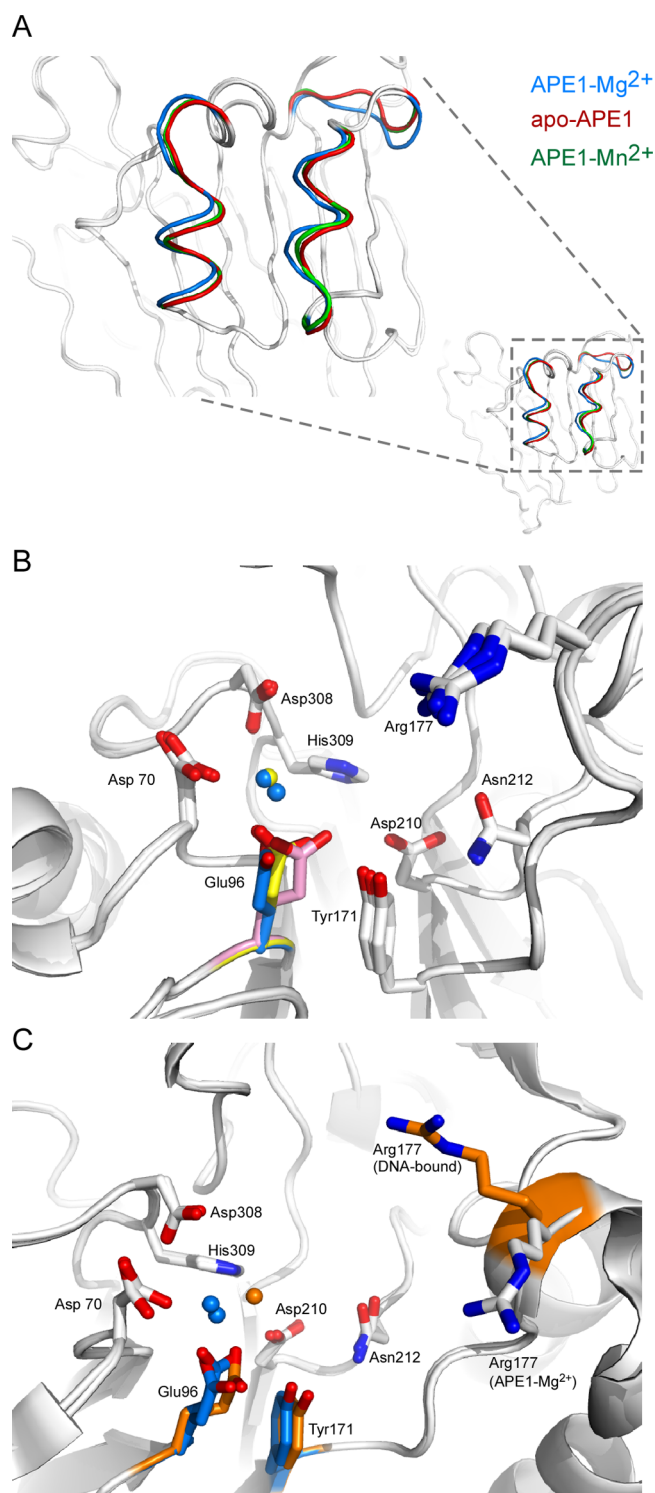 A
APE1-Mg2+
apo-APE1
APE1-Mn2+
B
Asp308
His309
Arg177
Asp 70
Asn212
Asp210
Glu96
Tyr171
C
Arg177
(DNA-bound)
Asp308
His309
Asp 70
Asp210
Asn212
Arg177
(APE1-Mg2+)
Glu96
Tyr171